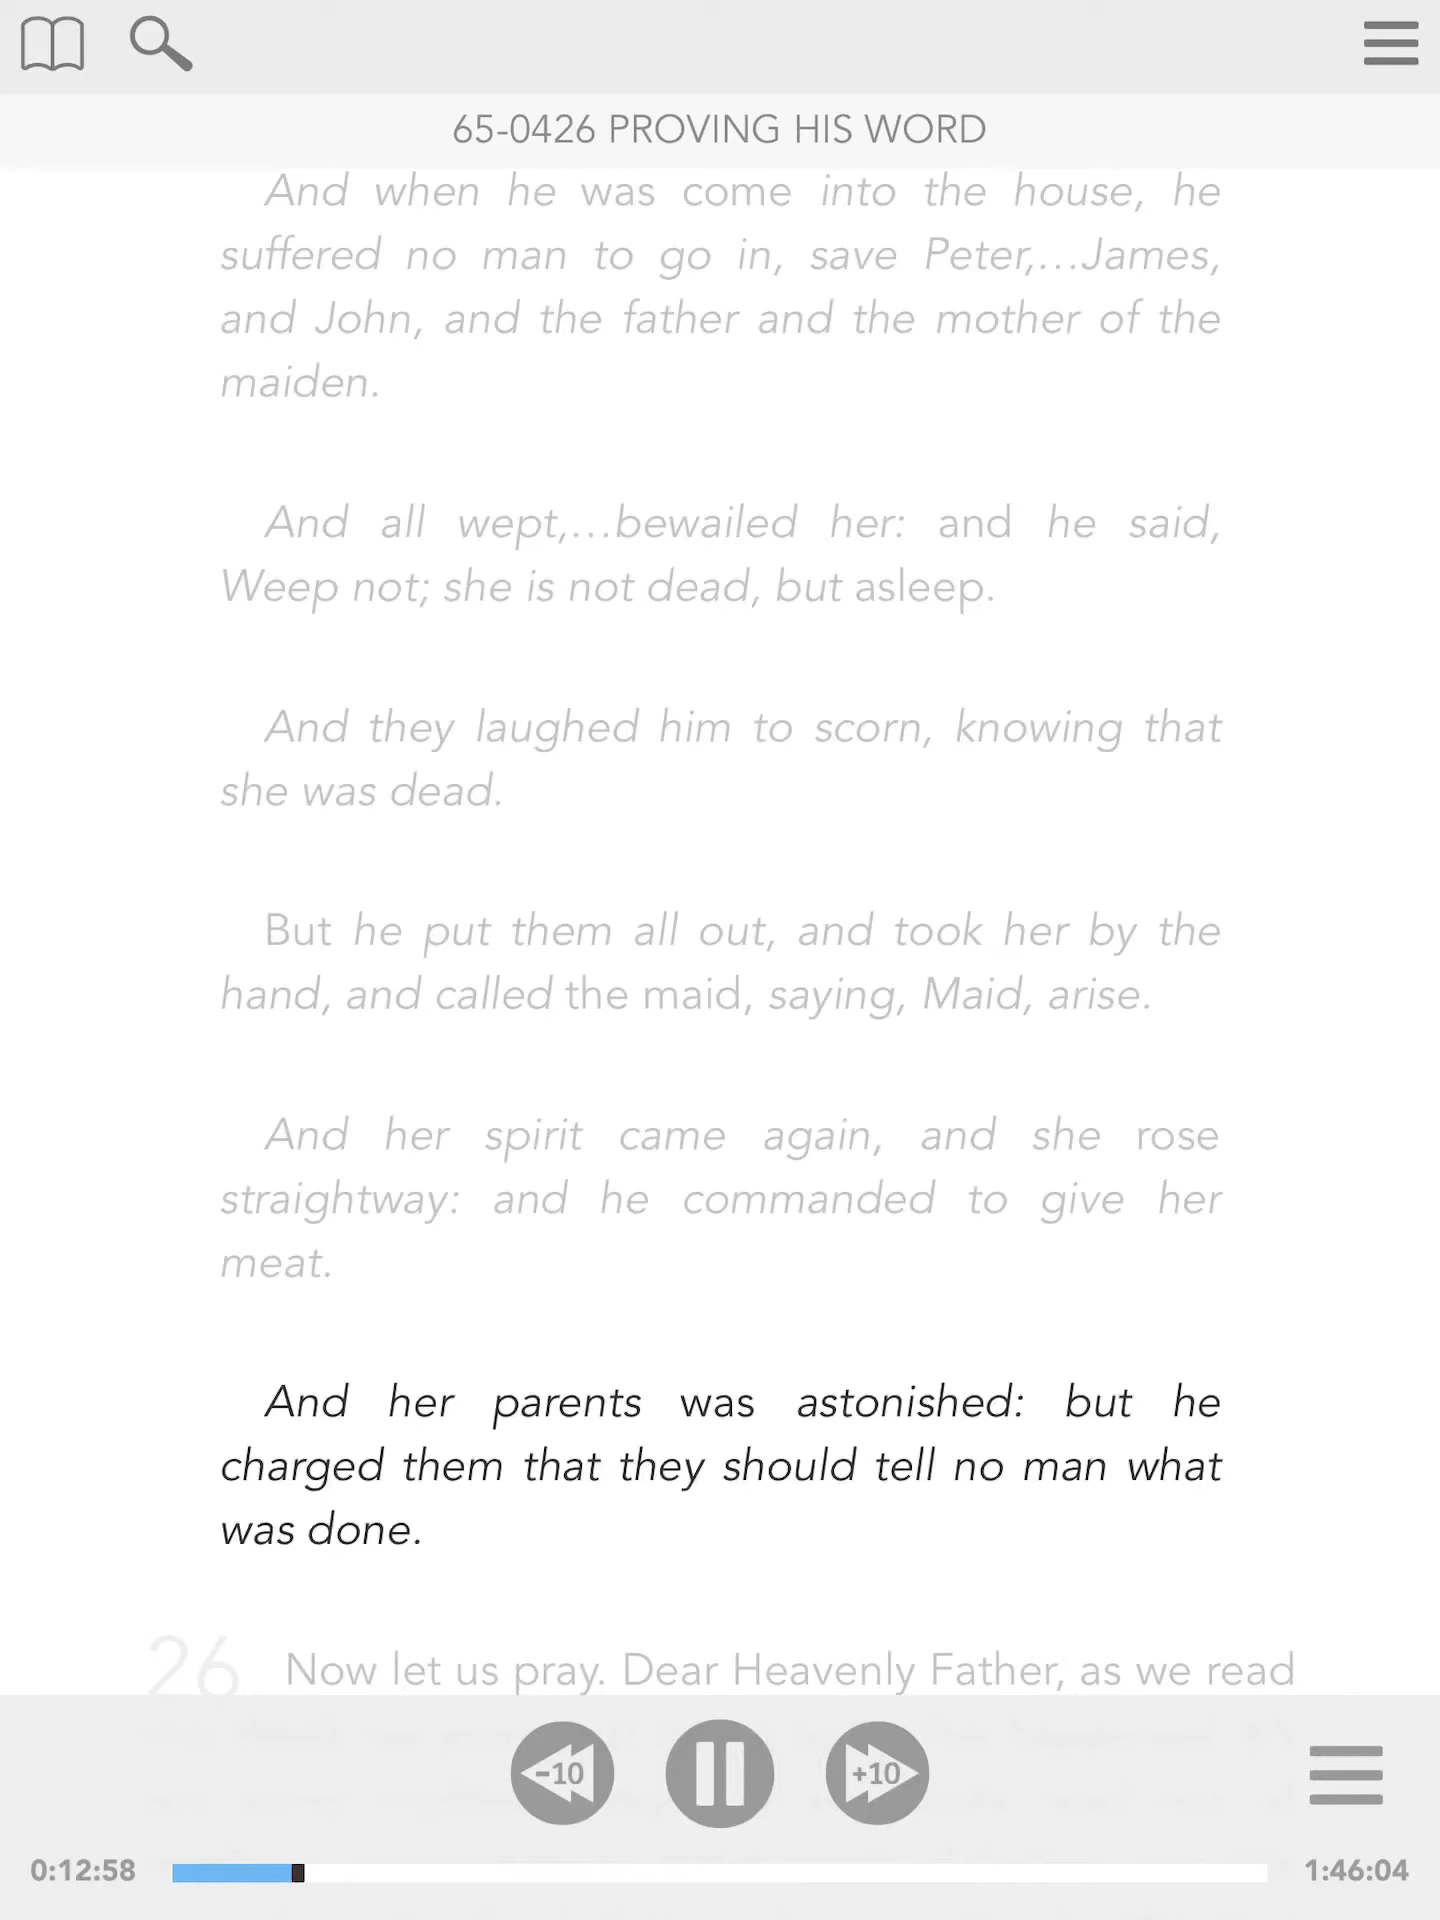 65-0426 PROVING HIS WORD
And when he was come into the house, he
suffered no man to go in, save Peter,…James,
and John, and the father and the mother of the
maiden.
And all wept,…bewailed her: and he said,
Weep not; she is not dead, but asleep.
And they laughed him to scorn, knowing that
she was dead.
But he put them all out, and took her by the
hand, and called the maid, saying, Maid, arise.
And her spirit came again, and she rose
straightway: and he commanded to give her
meat.
And her parents was astonished: but he
charged them that they should tell no man what
was done.
26 Now let us pray. Dear Heavenly Father, as we read
-10 +10
0:12:58 1:46:04